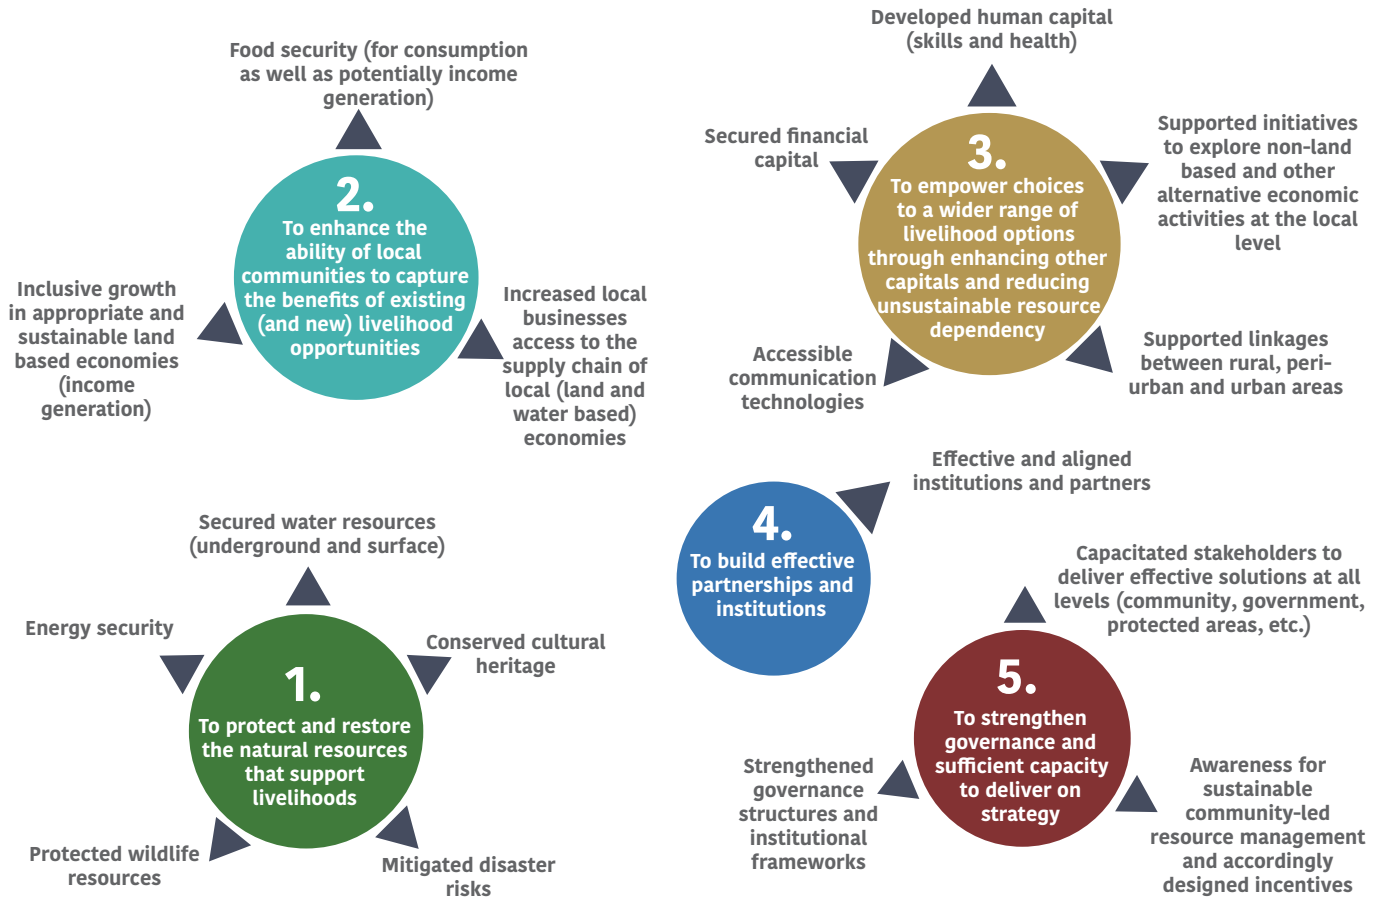 Food security (for consumption
as well as potentially income
generation)
2.
To enhance the
ability of local
communities to capture
the benefits of existing
(and new) livelihood
opportunities
Inclusive growth
in appropriate and
sustainable land
based economies
(income
generation)
Increased local
businesses
access to the
supply chain of
local (land and
water based)
economies
Developed human capital
(skills and health)
Secured financial
capital
3.
To empower choices
to a wider range of
livelihood options
through enhancing other
capitals and reducing
unsustainable resource
dependency
Supported initiatives
to explore non-land
based and other
alternative economic
activities at the local
level
Accessible
communication
technologies
Supported linkages
between rural, peri-
urban and urban areas
Secured water resources
(underground and surface)
Energy security
Conserved cultural
heritage
1.
To protect and restore
the natural resources
that support
livelihoods
Protected wildlife
resources
Mitigated disaster
risks
Effective and aligned
institutions and partners
4.
To build effective
partnerships and
institutions
Capacitated stakeholders to
deliver effective solutions at all
levels (community, government,
protected areas, etc.)
5.
To strengthen
governance and
sufficient capacity
to deliver on
strategy
Strengthened
governance
structures and
institutional
frameworks
Awareness for
sustainable
community-led
resource management
and accordingly
designed incentives